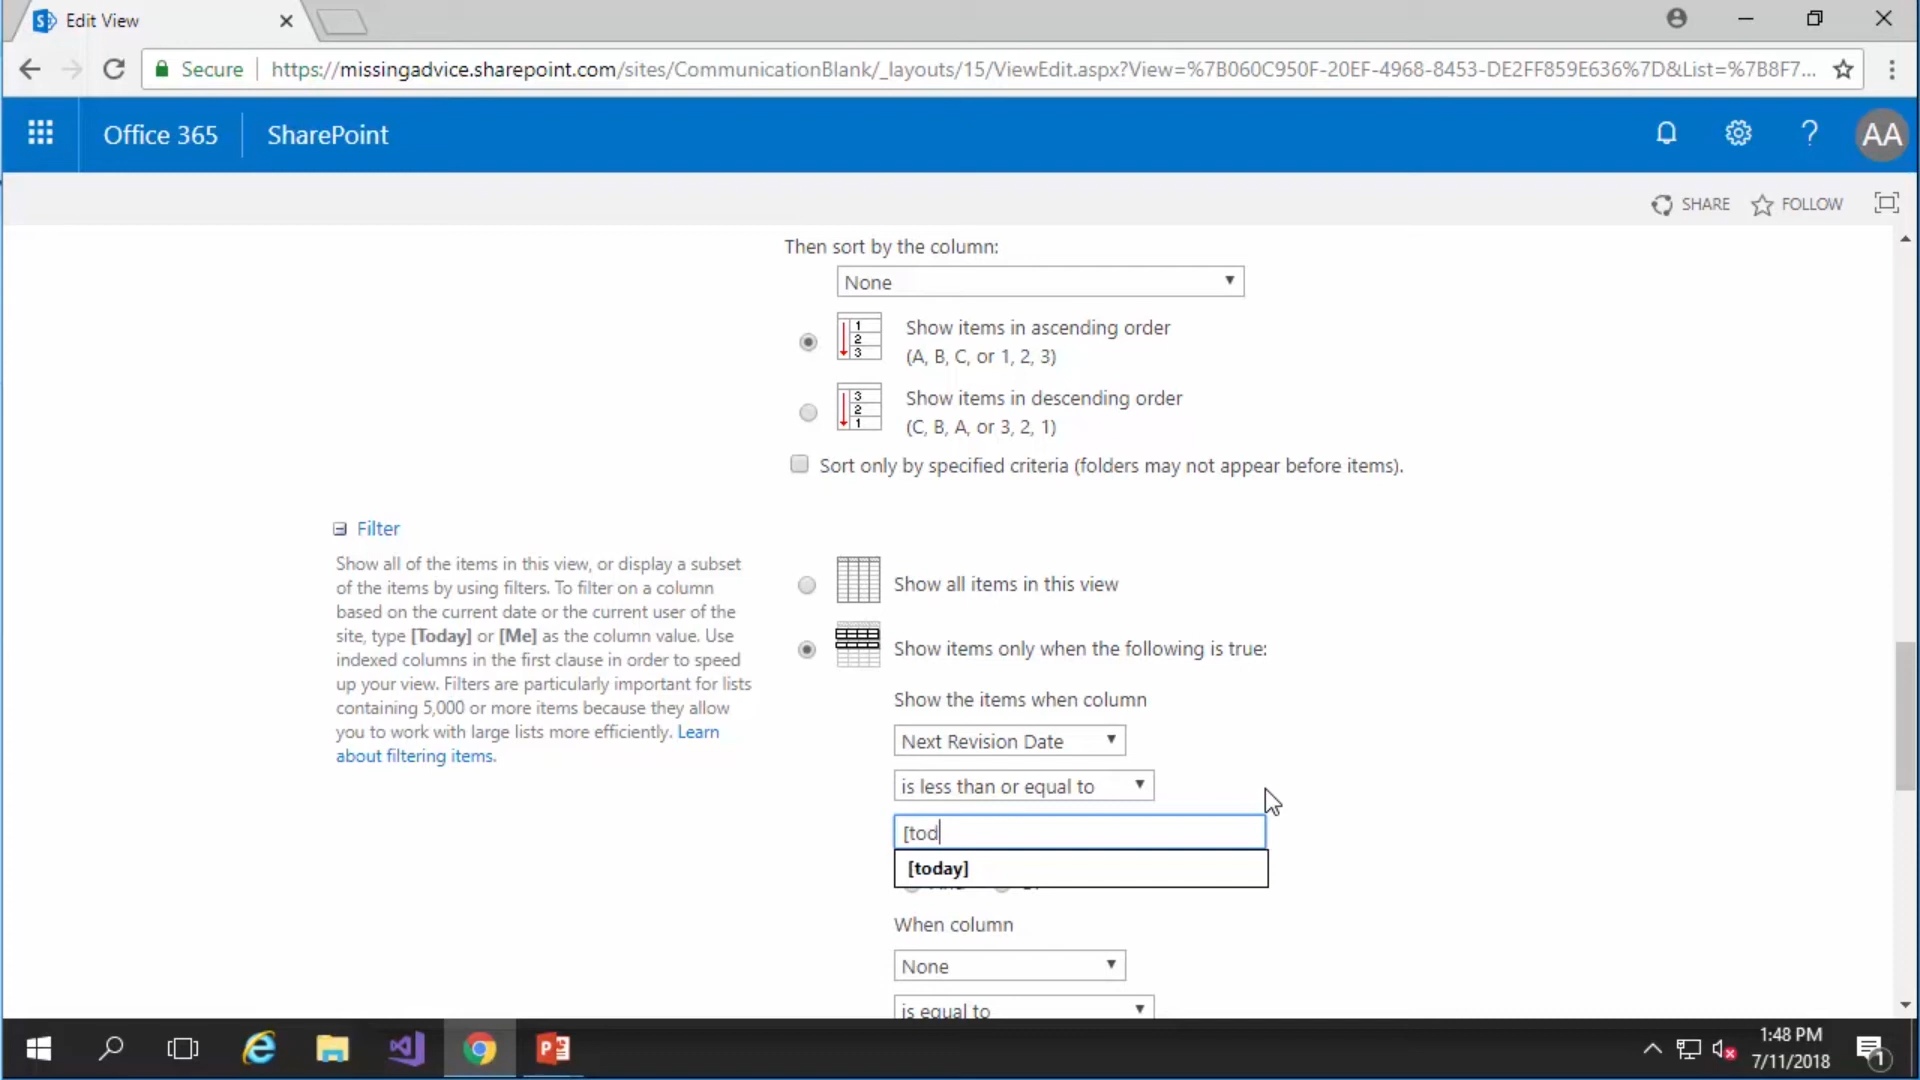 Edit View
Secure
https://missingadvice.sharepoint.com/sites/CommunicationBlank/_layouts/15/ViewEdit.aspx?View=%7B060C950F-20EF-4968-8453-DE2FF859E636%7D&List=%7B8F7...
Office 365
SharePoint
?
AA
SHARE
FOLLOW
Then sort by the column:
None
Show items in ascending order
(A, B, C, or 1, 2, 3)
Show items in descending order
(C, B, A, or 3, 2, 1)
Sort only by specified criteria (folders may not appear before items).
Filter
Show all of the items in this view, or display a subset
of the items by using filters. To filter on a column
based on the current date or the current user of the
site, type [Today] or [Me] as the column value. Use
indexed columns in the first clause in order to speed
up your view. Filters are particularly important for lists
containing 5,000 or more items because they allow
you to work with large lists more efficiently. Learn
about filtering items.
Show all items in this view
Show items only when the following is true:
Show the items when column
Next Revision Date
is less than or equal to
[tod
[today]
When column
None
is equal to
1:48 PM
7/11/2018
1